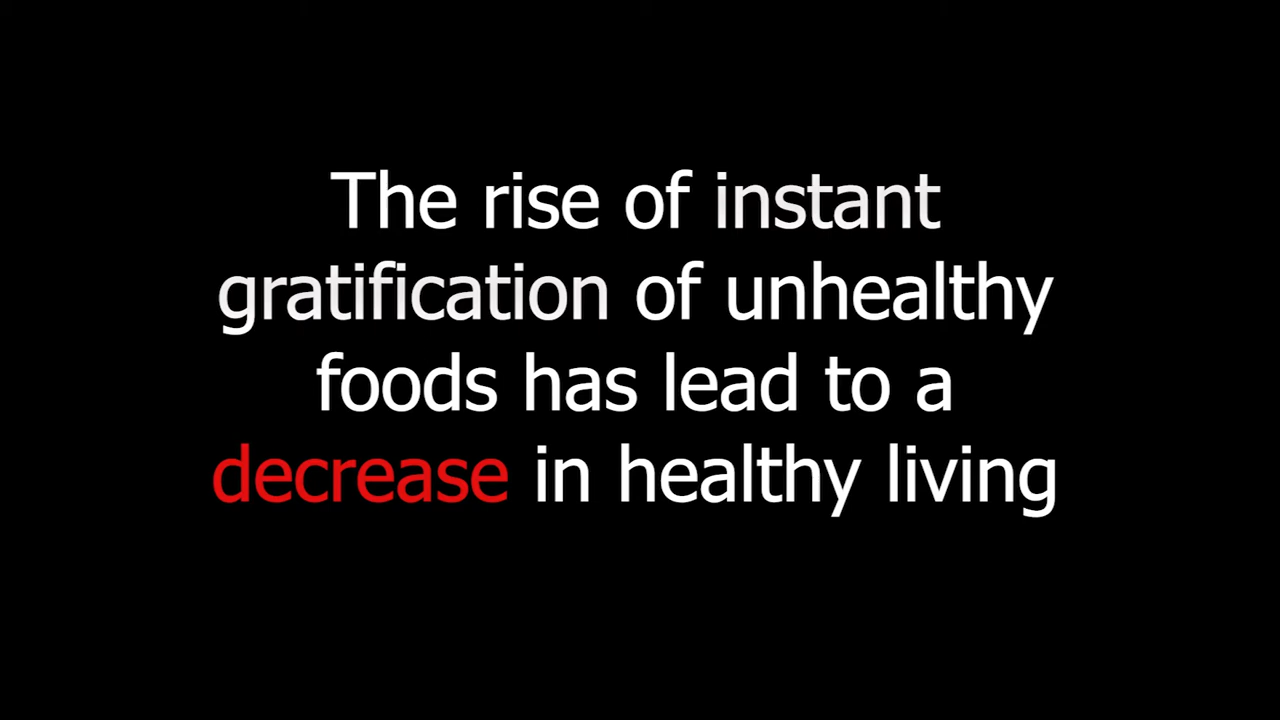 The rise of instant
gratification of unhealthy
foods has lead to a
decrease in healthy living